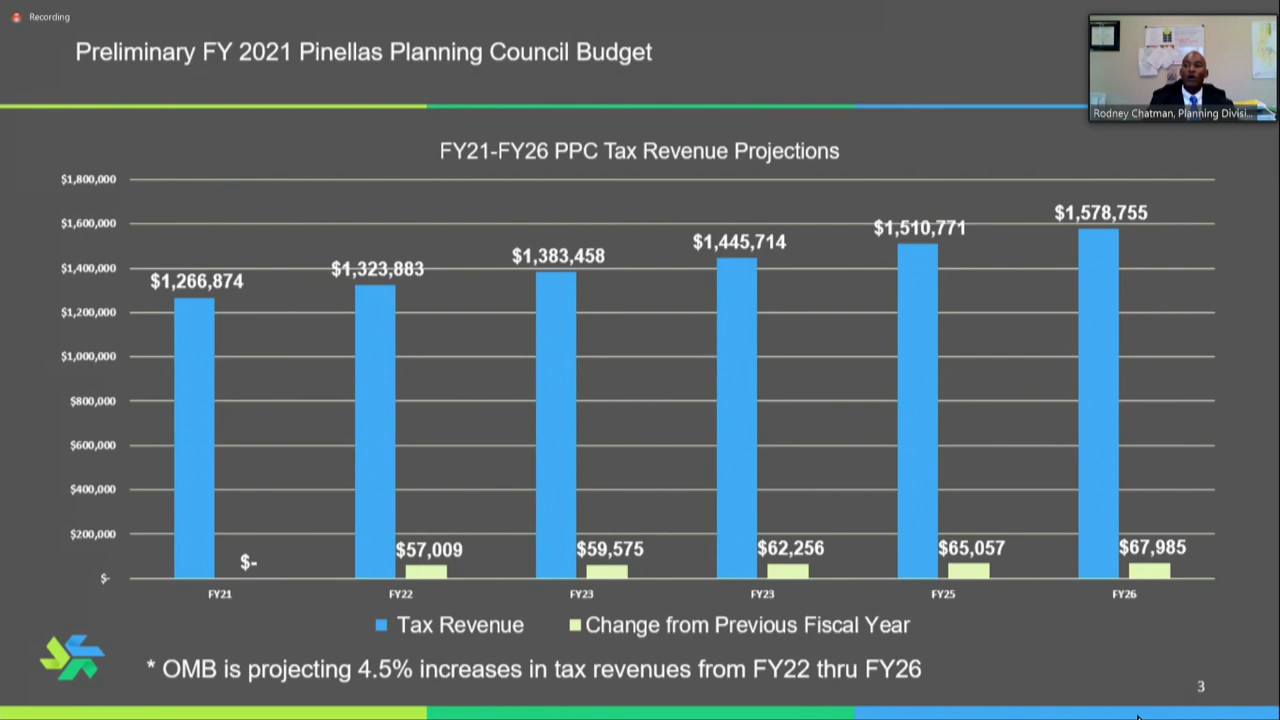 Recording
Preliminary FY 2021 Pinellas Planning Council Budget
Rodney Chatman, Planning Divisi...
FY21-FY26 PPC Tax Revenue Projections
$1,800,000
$1,600,000
$1,400,000
$1,200,000
$1,000,000
$800,000
$600,000
$400,000
$200,000
$-
$1,266,874
$1,323,883
$1,383,458
$1,445,714
$1,510,771
$1,578,755
$-
$57,009
$59,575
$62,256
$65,057
$67,985
FY21
FY22
FY23
FY23
FY25
FY26
Tax Revenue
Change from Previous Fiscal Year
* OMB is projecting 4.5% increases in tax revenues from FY22 thru FY26
3